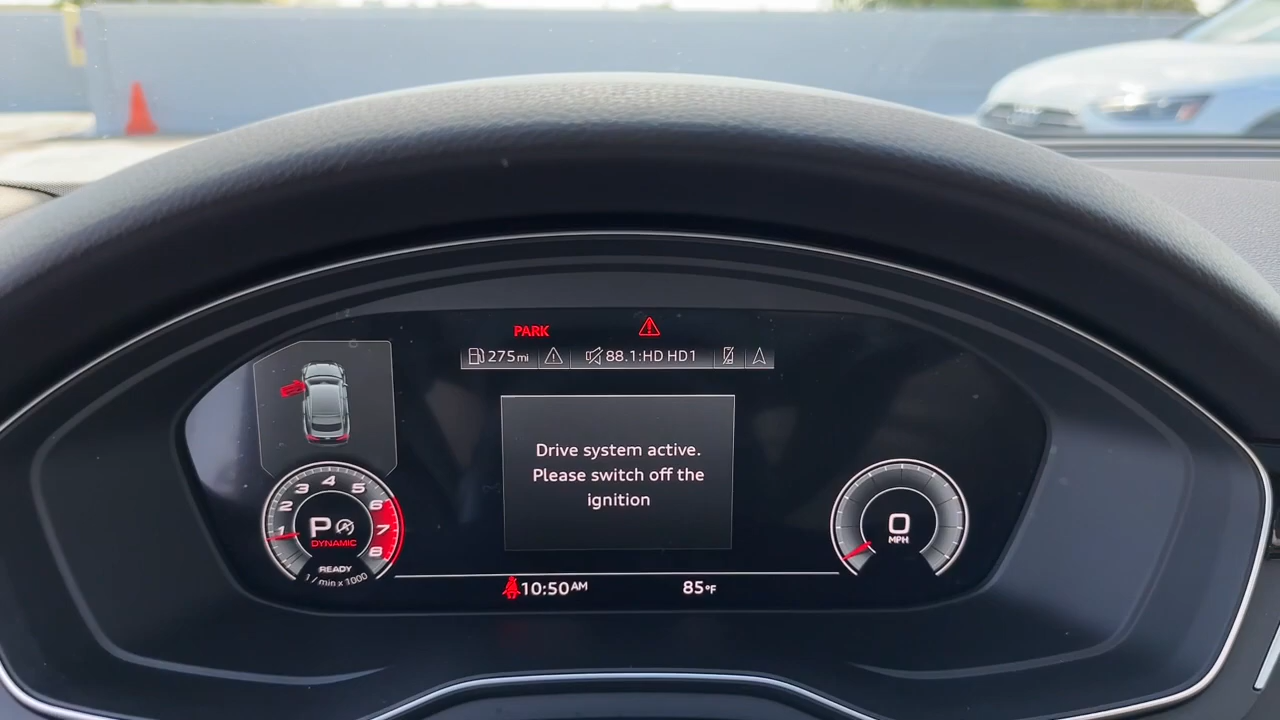 PARK
275 mi
88.1:HD HD1
Drive system active.
Please switch off the
ignition
1 2 3 4 5 6 7 8
P
DYNAMIC
READY
1 / min x 1000
0
MPH
10:50 AM
85 °F